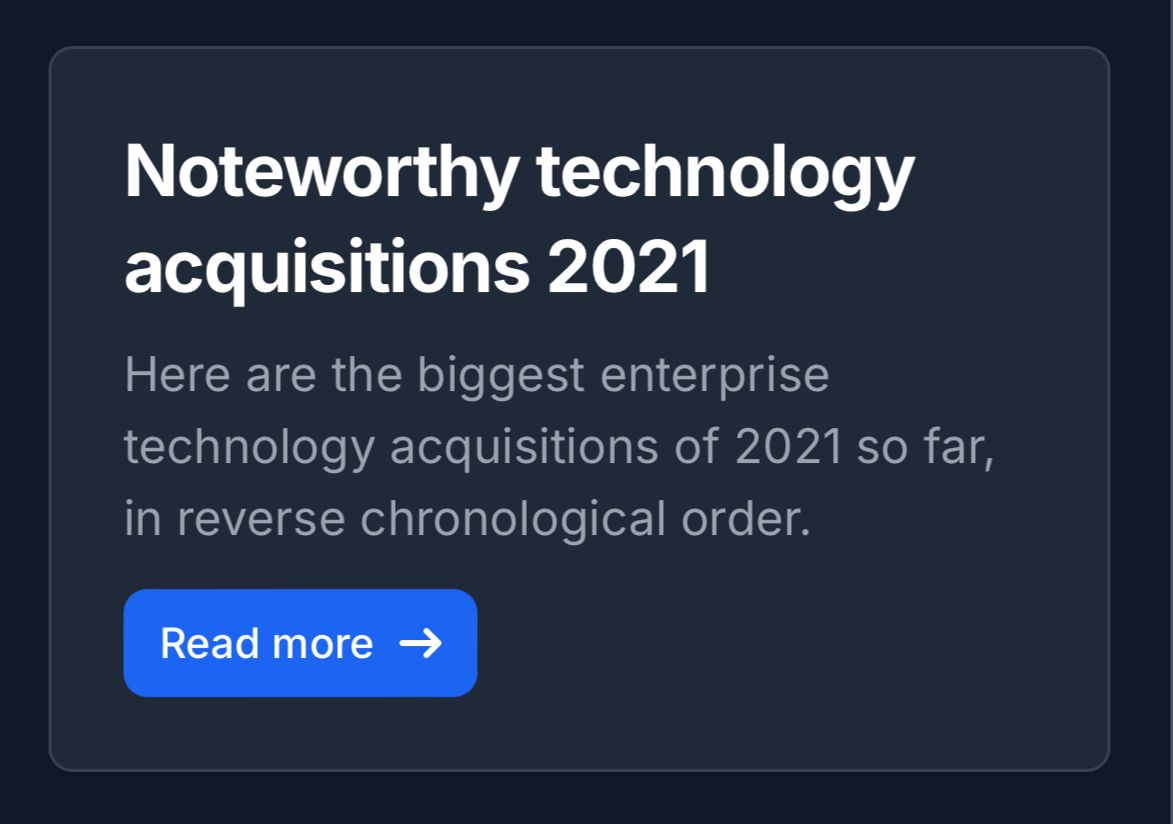 Noteworthy technology
acquisitions 2021
Here are the biggest enterprise
technology acquisitions of 2021 so far,
in reverse chronological order.
Read more →